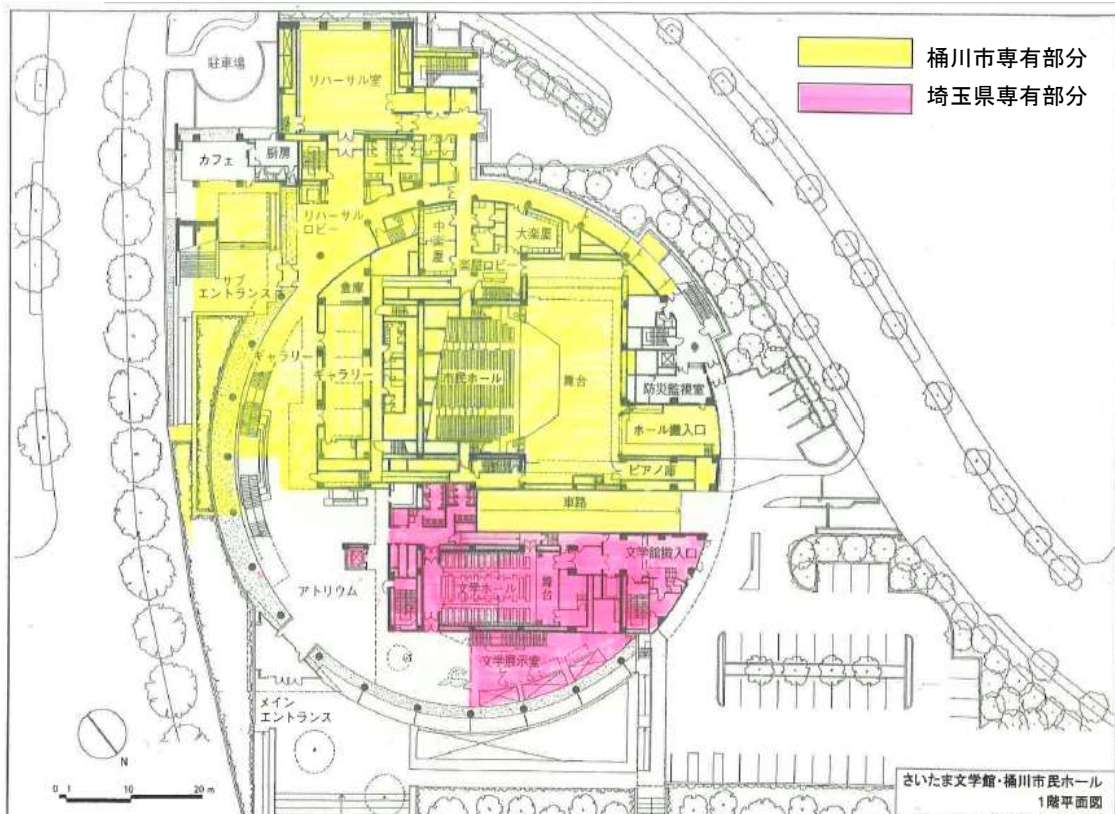 桶川市専有部分
埼玉県専有部分
駐車場
リハーサル室
カフェ
厨房
リハーサル
ロビー
中楽屋
大楽屋
楽屋ロビー
サブ
エントランス
倉庫
ギャラリー
ギャラリー
市民ホール
舞台
防災監視室
ホール搬入口
ピアノ庫
車路
文学館搬入口
文学ホール
舞台
アトリウム
文学展示室
メイン
エントランス
N
0 1 10 20 m
さいたま文学館・桶川市民ホール
1階平面図